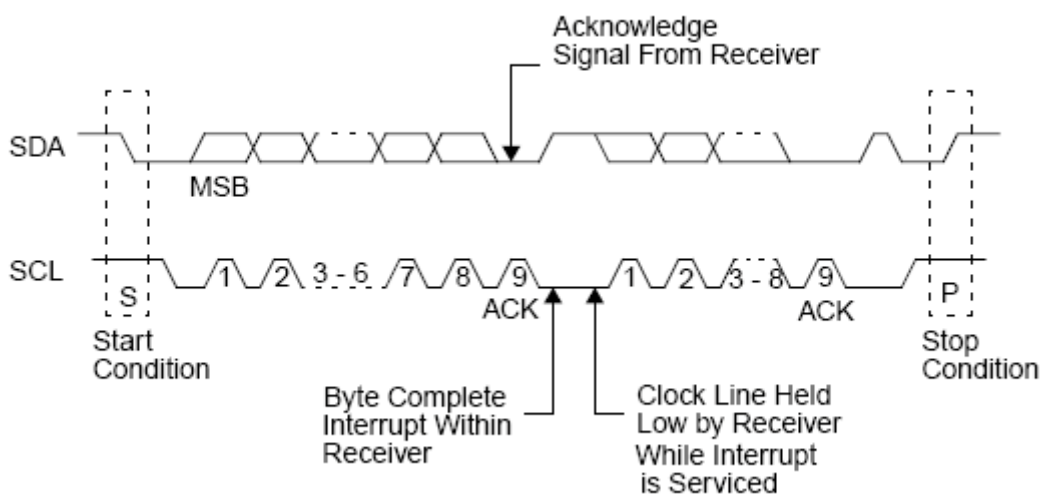 Acknowledge
Signal From Receiver
SDA
MSB
SCL
1 2 3 - 6 7 8 9 1 2 3 - 8 9
S
ACK
ACK
P
Start
Condition
Stop
Condition
Byte Complete
Interrupt Within
Receiver
Clock Line Held
Low by Receiver
While Interrupt
is Serviced